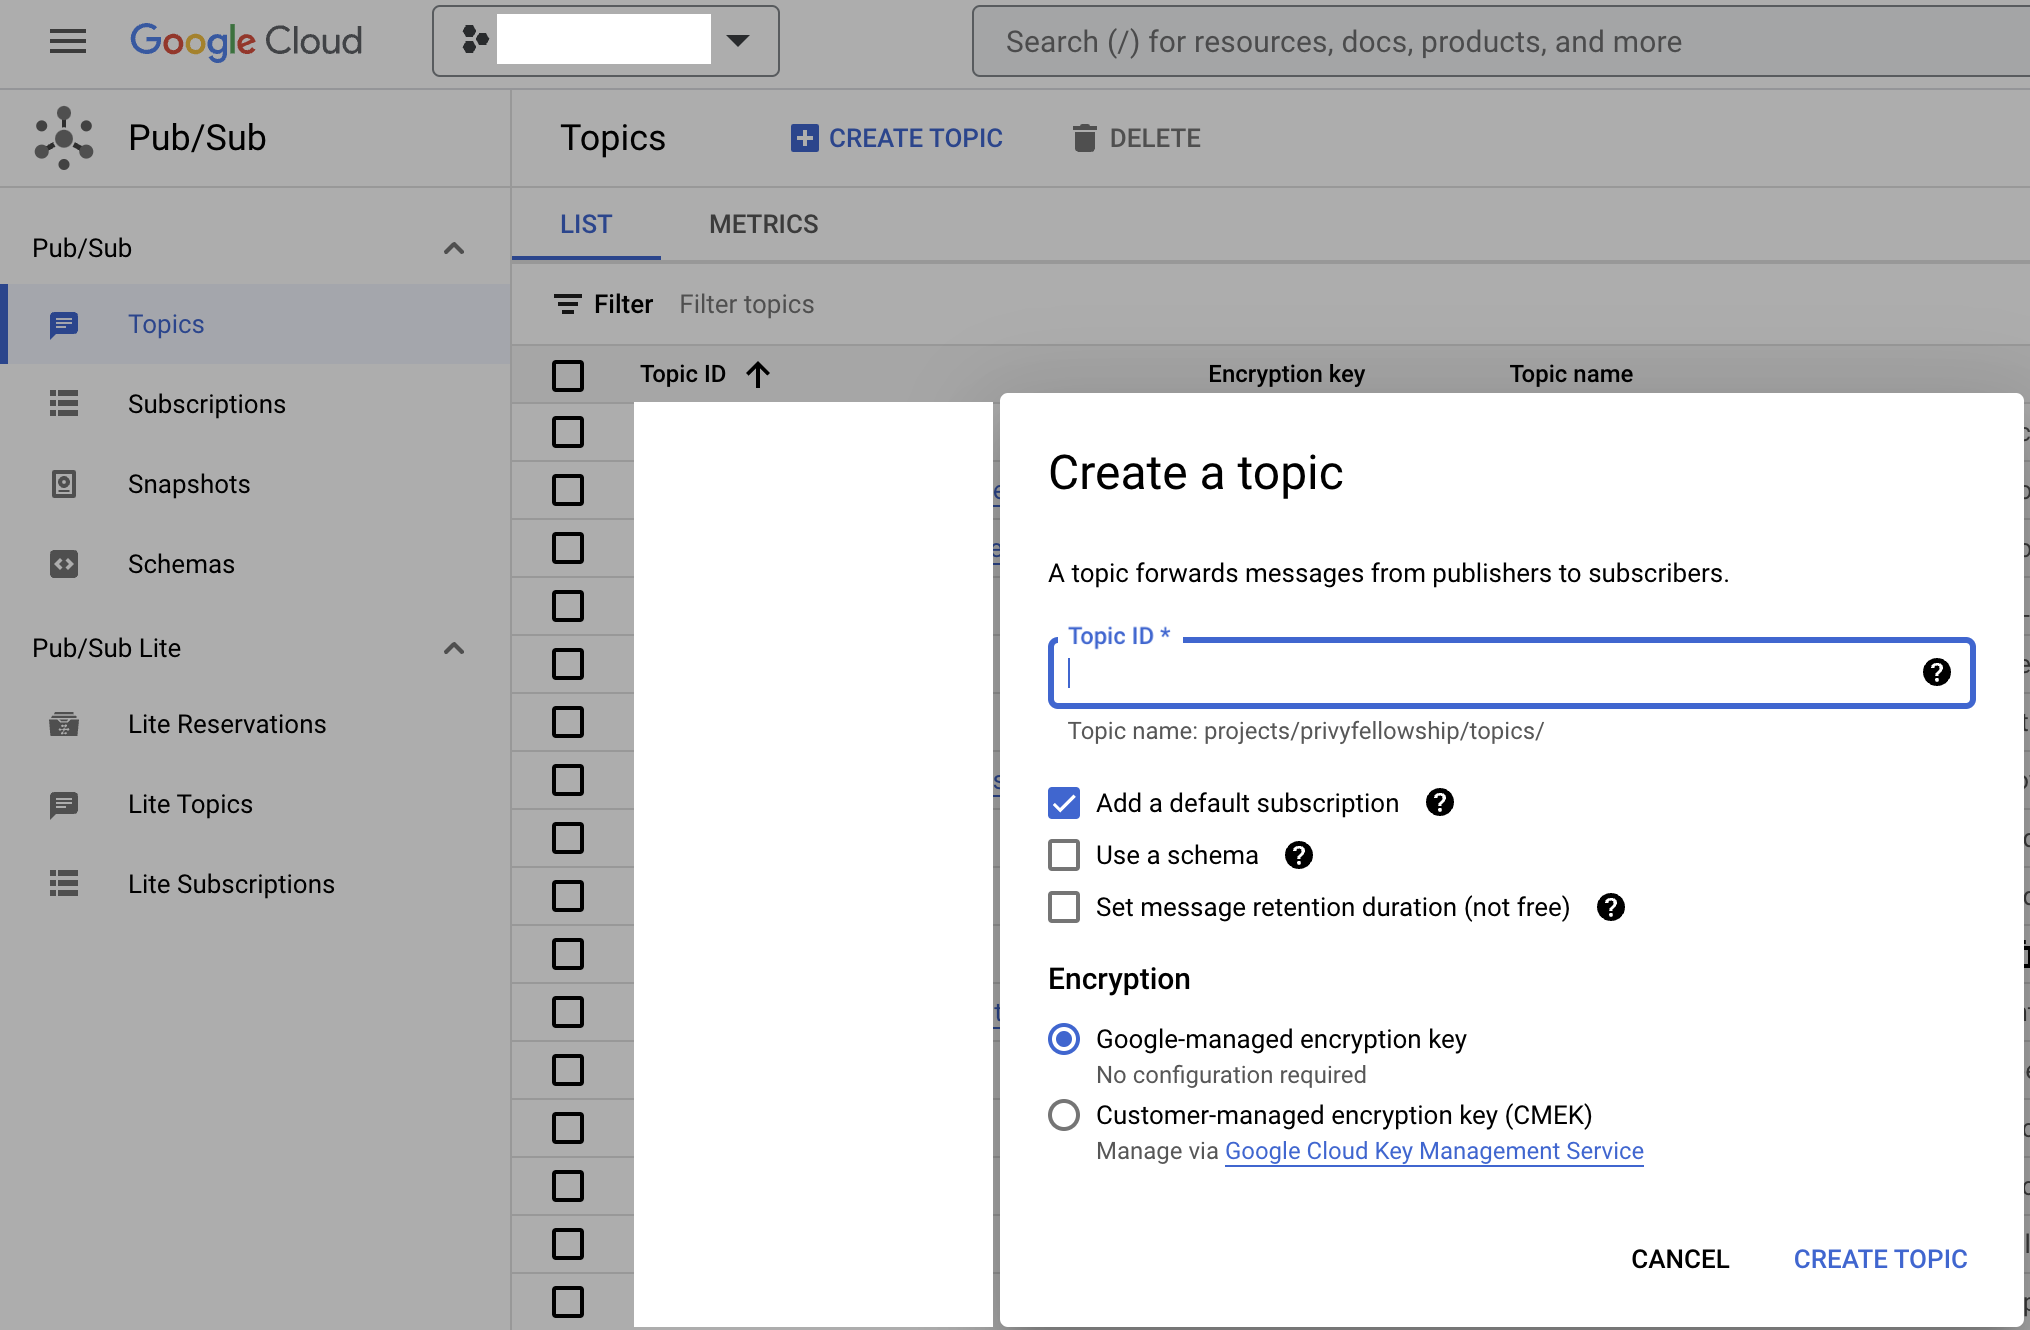 Google Cloud
Search (/) for resources, docs, products, and more
Pub/Sub
Topics
CREATE TOPIC
DELETE
Pub/Sub
Topics
Subscriptions
Snapshots
Schemas
Pub/Sub Lite
Lite Reservations
Lite Topics
Lite Subscriptions
LIST
METRICS
Filter Filter topics
Topic ID
Encryption key
Topic name
Create a topic
A topic forwards messages from publishers to subscribers.
Topic ID *
Topic name: projects/privyfellowship/topics/
Add a default subscription
Use a schema
Set message retention duration (not free)
Encryption
Google-managed encryption key
No configuration required
Customer-managed encryption key (CMEK)
Manage via Google Cloud Key Management Service
CANCEL
CREATE TOPIC